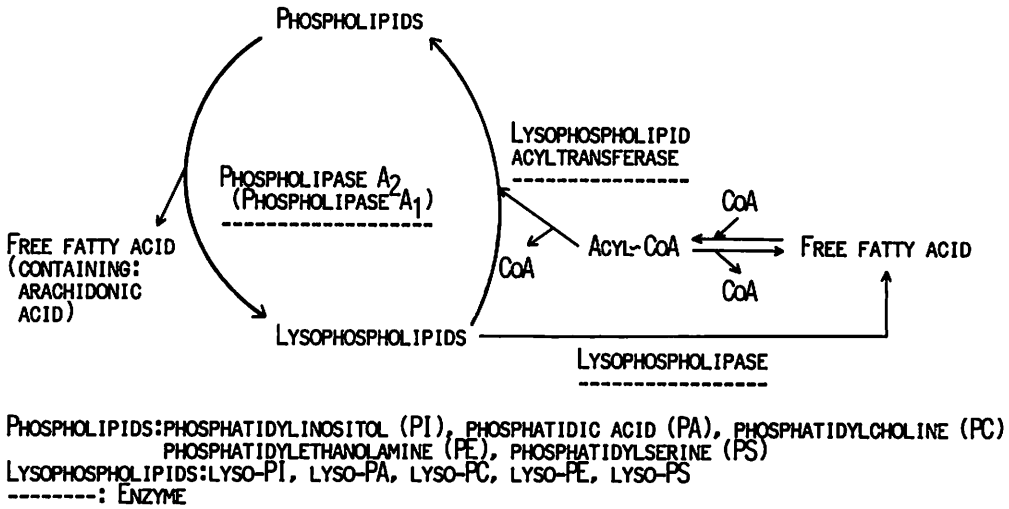 PHOSPHOLIPIDS
LYSOPHOSPHOLIPID
ACYLTRANSFERASE
PHOSPHOLIPASE A2
(PHOSPHOLIPASE A1)
CoA
FREE FATTY ACID
(CONTAINING:
ARACHIDONIC
ACID)
CoA
ACYL~CoA
FREE FATTY ACID
CoA
LYSOPHOSPHOLIPIDS
LYSOPHOSPHOLIPASE
PHOSPHOLIPIDS:PHOSPHATIDYLINOSITOL (PI), PHOSPHATIDIC ACID (PA), PHOSPHATIDYLCHOLINE (PC)
PHOSPHATIDYLETHANOLAMINE (PE), PHOSPHATIDYLSERINE (PS)
LYSOPHOSPHOLIPIDS:LYSO-PI, LYSO-PA, LYSO-PC, LYSO-PE, LYSO-PS
--------: ENZYME